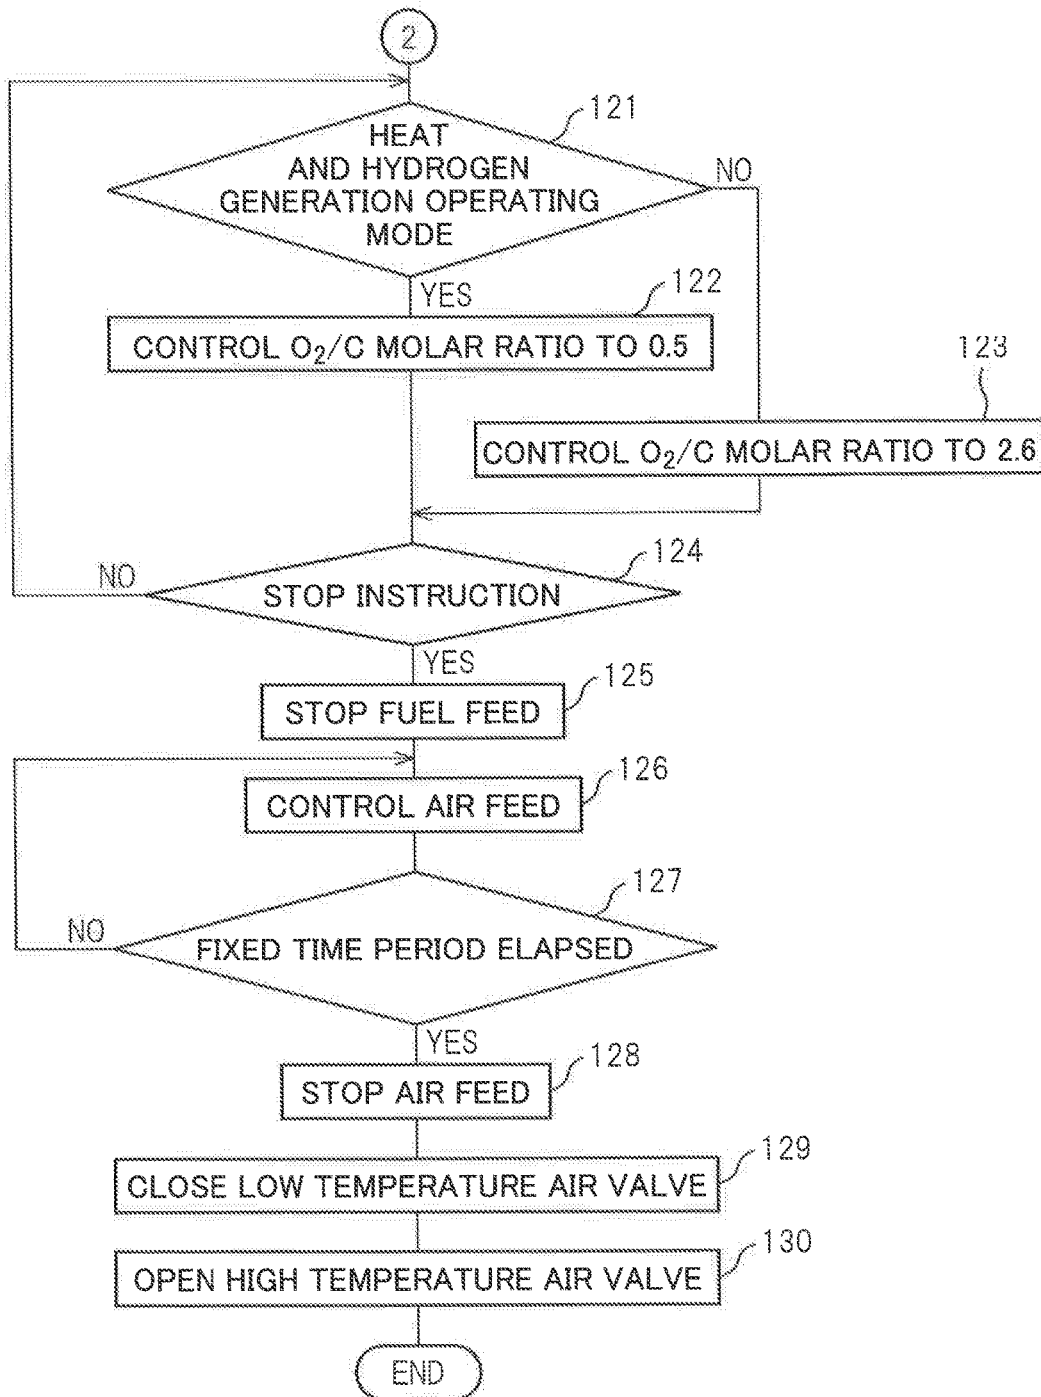 2
121
HEAT
AND HYDROGEN
GENERATION OPERATING
MODE
NO
YES
122
CONTROL O₂/C MOLAR RATIO TO 0.5
123
CONTROL O₂/C MOLAR RATIO TO 2.6
124
NO
STOP INSTRUCTION
YES
125
STOP FUEL FEED
126
CONTROL AIR FEED
127
NO
FIXED TIME PERIOD ELAPSED
YES
128
STOP AIR FEED
129
CLOSE LOW TEMPERATURE AIR VALVE
130
OPEN HIGH TEMPERATURE AIR VALVE
END